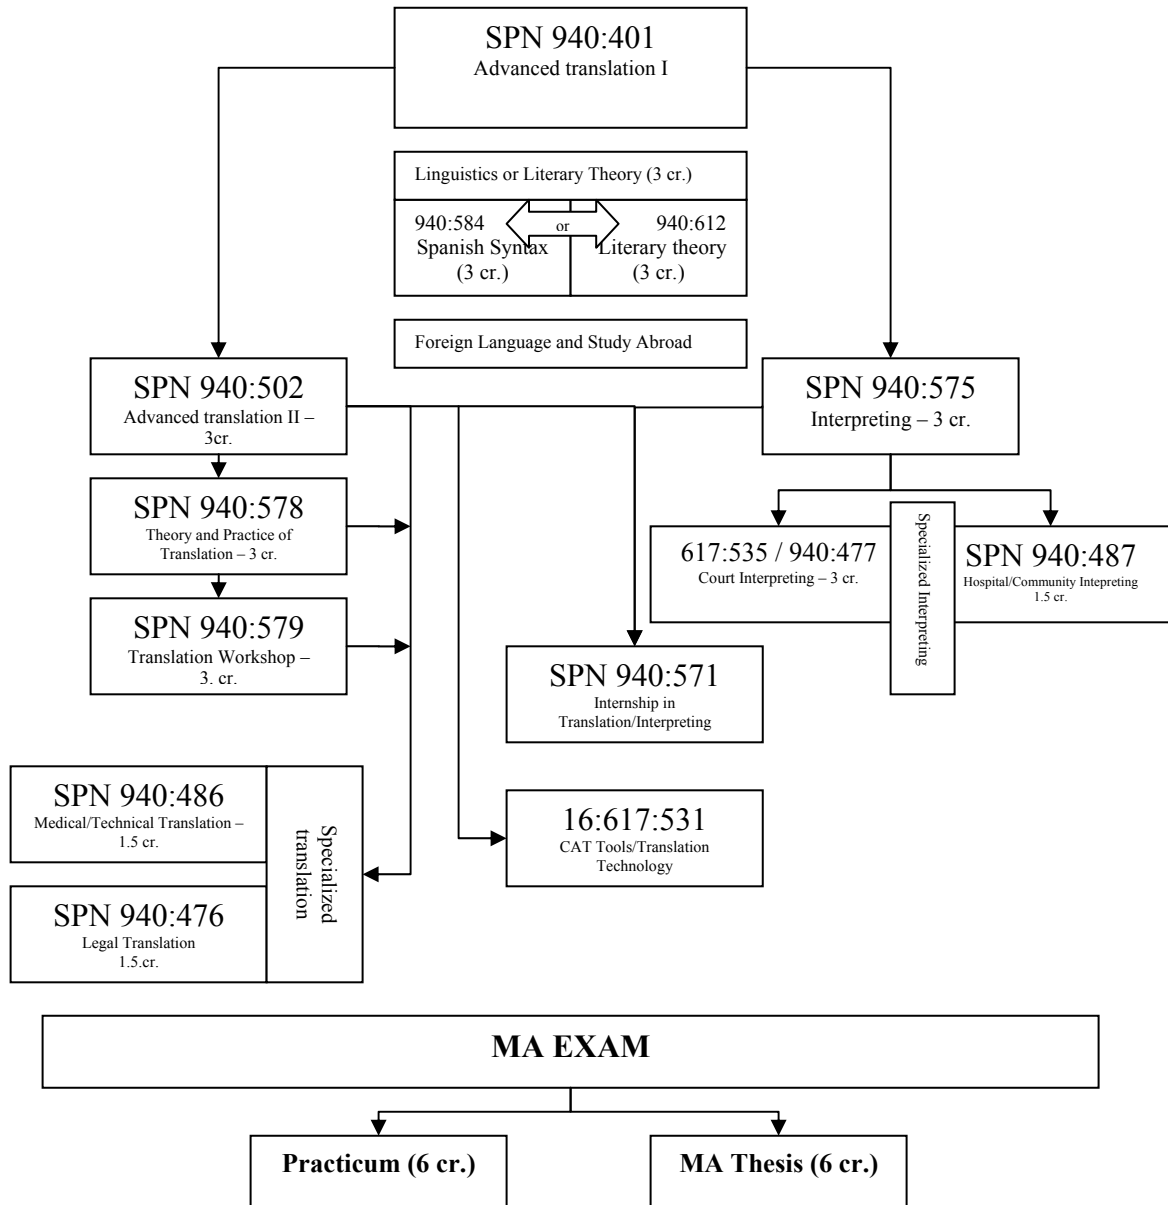 SPN 940:401
Advanced translation I
Linguistics or Literary Theory (3 cr.)
940:584
Spanish Syntax
(3 cr.)
or
940:612
Literary theory
(3 cr.)
Foreign Language and Study Abroad
SPN 940:502
Advanced translation II –
3cr.
SPN 940:575
Interpreting – 3 cr.
SPN 940:578
Theory and Practice of
Translation – 3 cr.
617:535 / 940:477
Court Interpreting – 3 cr.
Specialized Interpreting
SPN 940:487
Hospital/Community Intepreting
1.5 cr.
SPN 940:579
Translation Workshop –
3. cr.
SPN 940:571
Internship in
Translation/Interpreting
SPN 940:486
Medical/Technical Translation –
1.5 cr.
Specialized
translation
16:617:531
CAT Tools/Translation
Technology
SPN 940:476
Legal Translation
1.5.cr.
MA EXAM
Practicum (6 cr.)
MA Thesis (6 cr.)